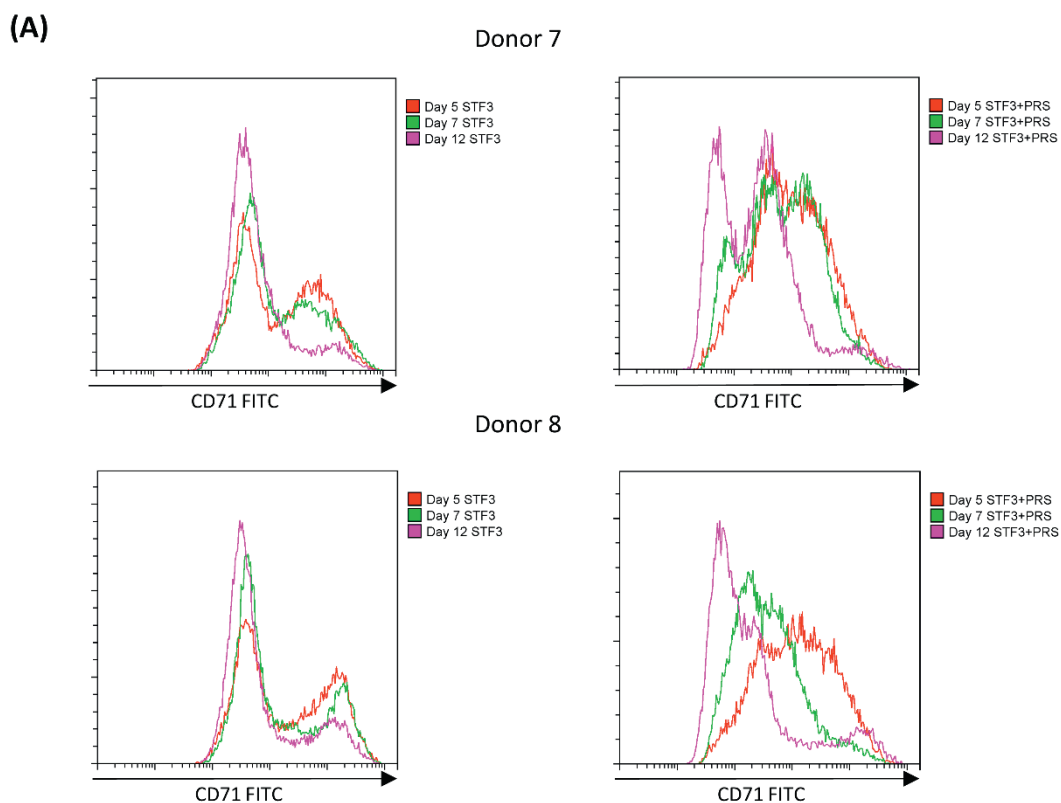 (A)
Donor 7
Day 5 STF3
Day 7 STF3
Day 12 STF3
CD71 FITC
Day 5 STF3+PRS
Day 7 STF3+PRS
Day 12 STF3+PRS
CD71 FITC
Donor 8
Day 5 STF3
Day 7 STF3
Day 12 STF3
CD71 FITC
Day 5 STF3+PRS
Day 7 STF3+PRS
Day 12 STF3+PRS
CD71 FITC